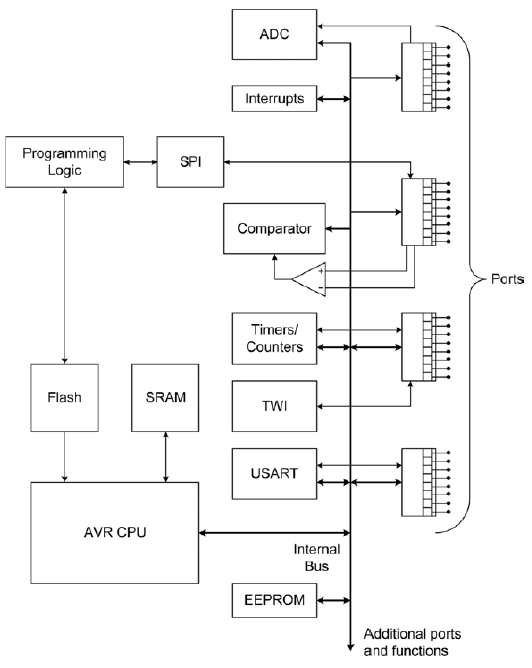 ADC
Interrupts
Programming
Logic
SPI
Comparator
+
−
Ports
Timers/
Counters
Flash
SRAM
TWI
USART
AVR CPU
Internal
Bus
EEPROM
Additional ports
and functions